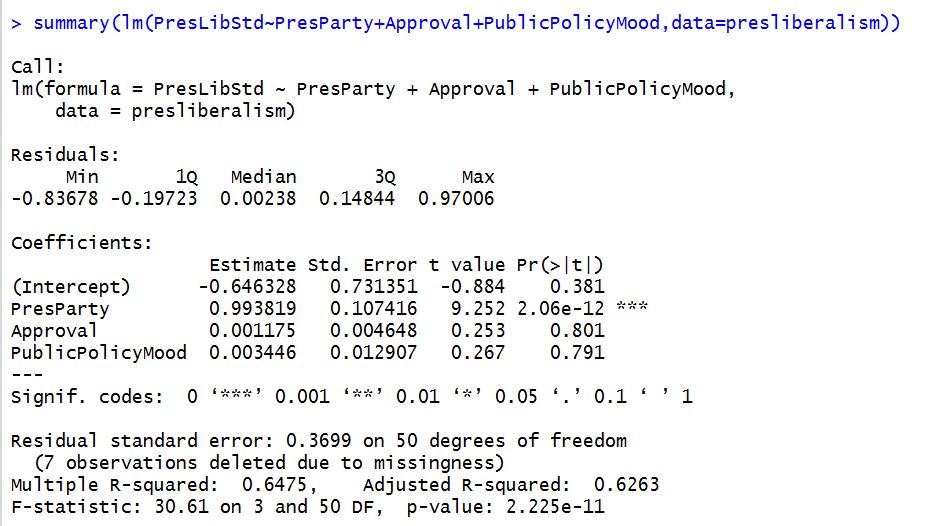 > summary(lm(PresLibStd~PresParty+Approval+PublicPolicyMood,data=presliberalism))
Call:
lm(formula = PresLibStd ~ PresParty + Approval + PublicPolicyMood,
    data = presliberalism)
Residuals:
     Min       1Q   Median       3Q      Max
-0.83678 -0.19723  0.00238  0.14844  0.97006
Coefficients:
                  Estimate Std. Error t value Pr(>|t|)
(Intercept)      -0.646328   0.731351  -0.884    0.381
PresParty         0.993819   0.107416   9.252 2.06e-12 ***
Approval          0.001175   0.004648   0.253    0.801
PublicPolicyMood  0.003446   0.012907   0.267    0.791
---
Signif. codes:  0 ‘***’ 0.001 ‘**’ 0.01 ‘*’ 0.05 ‘.’ 0.1 ‘ ’ 1
Residual standard error: 0.3699 on 50 degrees of freedom
  (7 observations deleted due to missingness)
Multiple R-squared:  0.6475,    Adjusted R-squared:  0.6263
F-statistic: 30.61 on 3 and 50 DF,  p-value: 2.225e-11